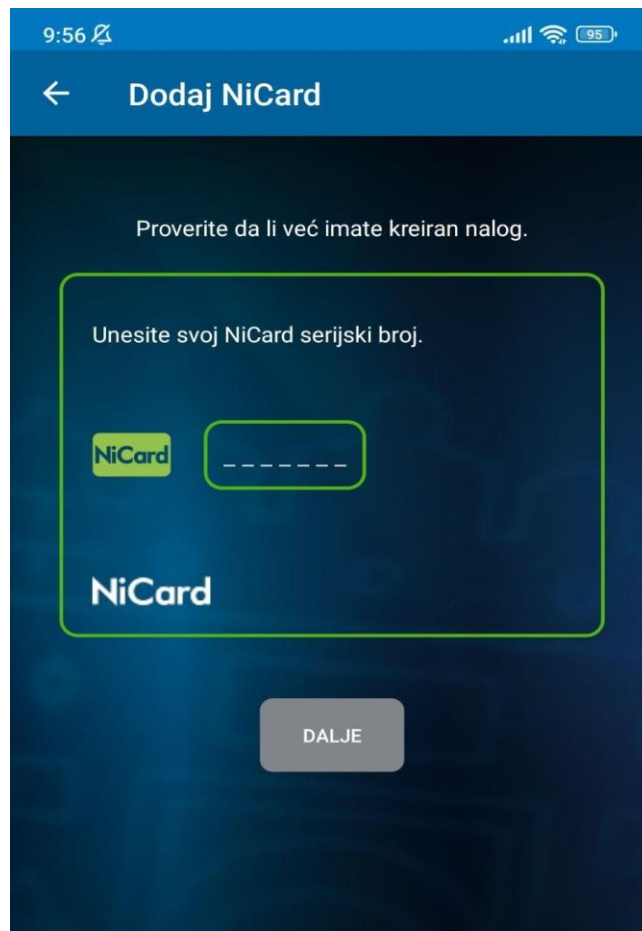 9:56
95
Dodaj NiCard
Proverite da li već imate kreiran nalog.
Unesite svoj NiCard serijski broj.
NiCard _ _ _ _ _ _ _
NiCard
DALJE